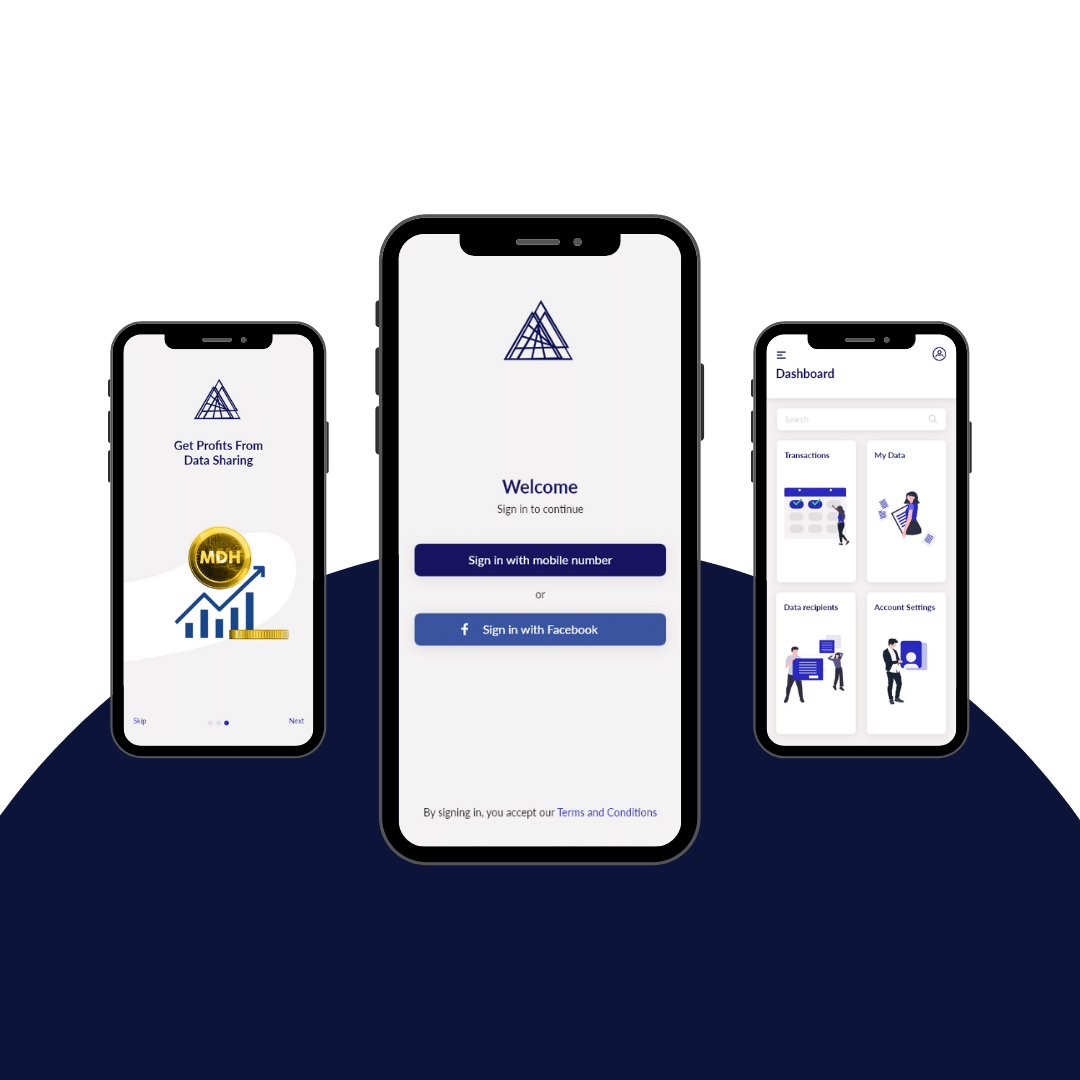 Get Profits From
Data Sharing
MDH
Skip
Next
Welcome
Sign in to continue
Sign in with mobile number
or
f
Sign in with Facebook
By signing in, you accept our Terms and Conditions
Dashboard
Search
Transactions
My Data
Data recipients
Account Settings